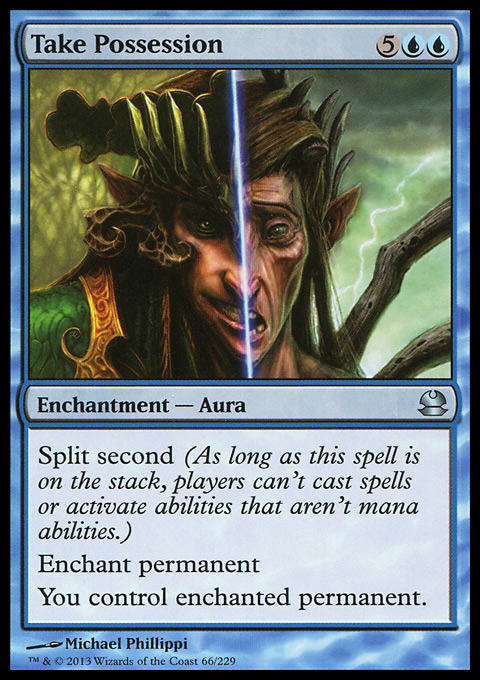 Take Possession 5
Enchantment — Aura
Split second (As long as this spell is
on the stack, players can't cast spells
or activate abilities that aren't mana
abilities.)
Enchant permanent
You control enchanted permanent.
Michael Phillippi
™ & © 2013 Wizards of the Coast 66/229